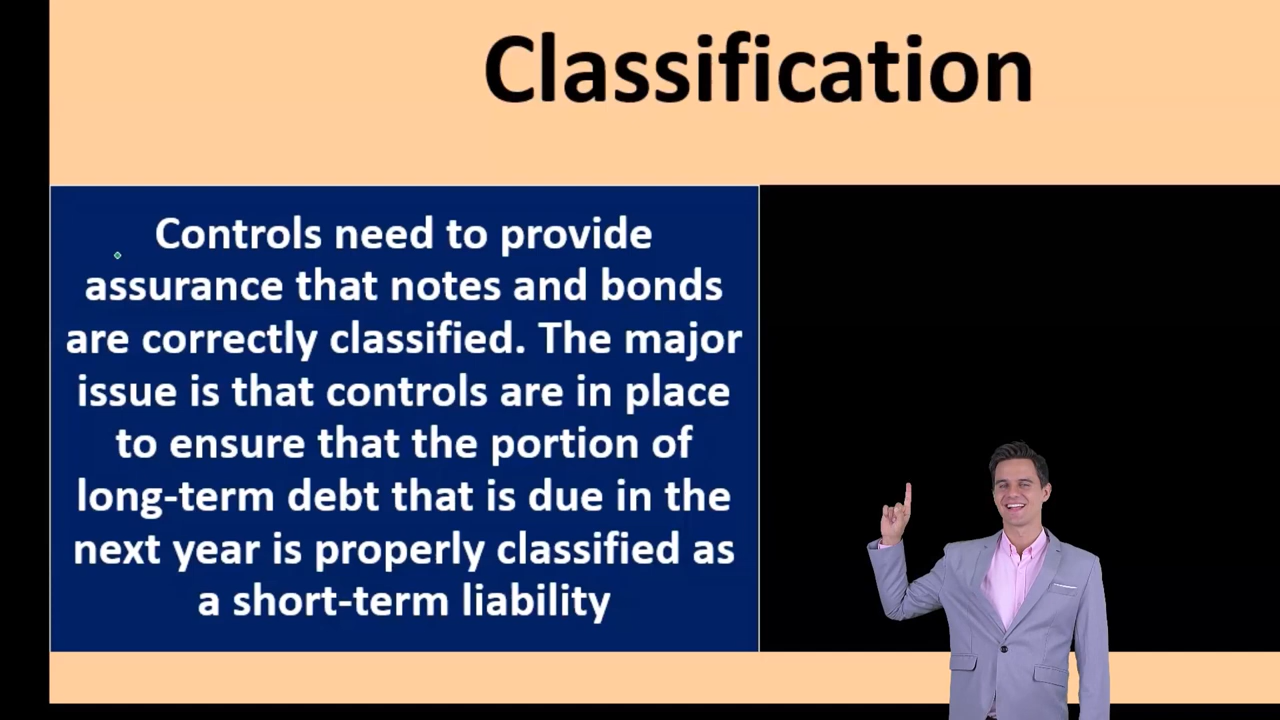 Classification
Controls need to provide
assurance that notes and bonds
are correctly classified. The major
issue is that controls are in place
to ensure that the portion of
long-term debt that is due in the
next year is properly classified as
a short-term liability